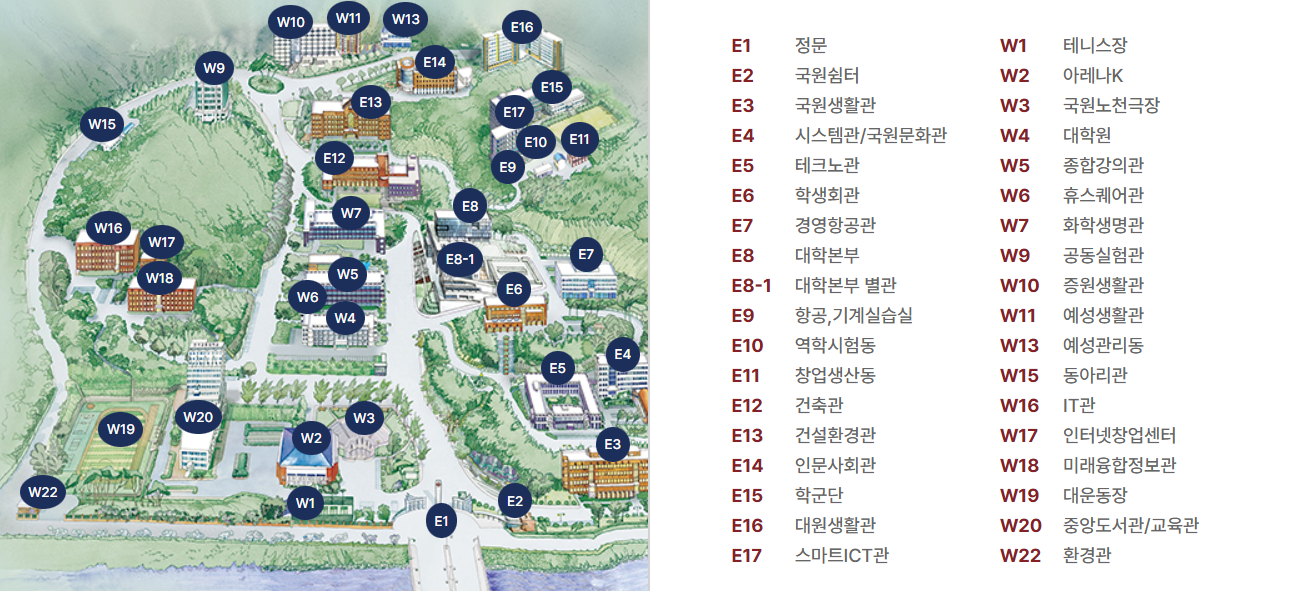 W10
W11
W13
E16
W9
E14
E15
E13
E17
W15
E10
E11
E12
E9
W7
E8
W16
W17
E8-1
E7
W18
W5
E6
W6
W4
E4
E5
W19
W20
W3
W2
E3
W22
W1
E2
E1
E1 정문
E2 국원쉼터
E3 국원생활관
E4 시스템관/국원문화관
E5 테크노관
E6 학생회관
E7 경영항공관
E8 대학본부
E8-1 대학본부 별관
E9 항공,기계실습실
E10 역학시험동
E11 창업생산동
E12 건축관
E13 건설환경관
E14 인문사회관
E15 학군단
E16 대원생활관
E17 스마트ICT관
W1 테니스장
W2 아레나K
W3 국원노천극장
W4 대학원
W5 종합강의관
W6 휴스퀘어관
W7 화학생명관
W9 공동실험관
W10 증원생활관
W11 예성생활관
W13 예성관리동
W15 동아리관
W16 IT관
W17 인터넷창업센터
W18 미래융합정보관
W19 대운동장
W20 중앙도서관/교육관
W22 환경관